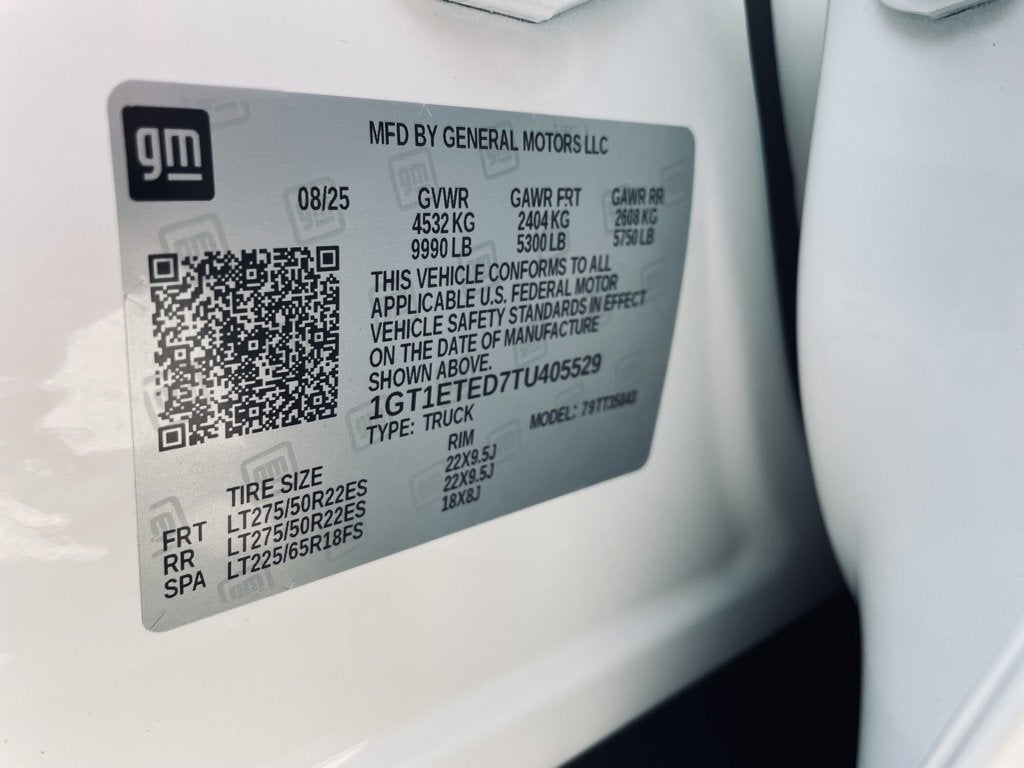 gm
MFD BY GENERAL MOTORS LLC
08/25 GVWR GAWR FRT GAWR RR
4532 KG 2404 KG 2608 KG
9990 LB 5300 LB 5750 LB
THIS VEHICLE CONFORMS TO ALL
APPLICABLE U.S. FEDERAL MOTOR
VEHICLE SAFETY STANDARDS IN EFFECT
ON THE DATE OF MANUFACTURE
SHOWN ABOVE.
1GT1ETED7TU405529
TYPE: TRUCK MODEL:
TIRE SIZE RIM
FRT LT275/50R22ES 22X9.5J
RR LT275/50R22ES 22X9.5J
SPA LT225/65R18FS 18X8J